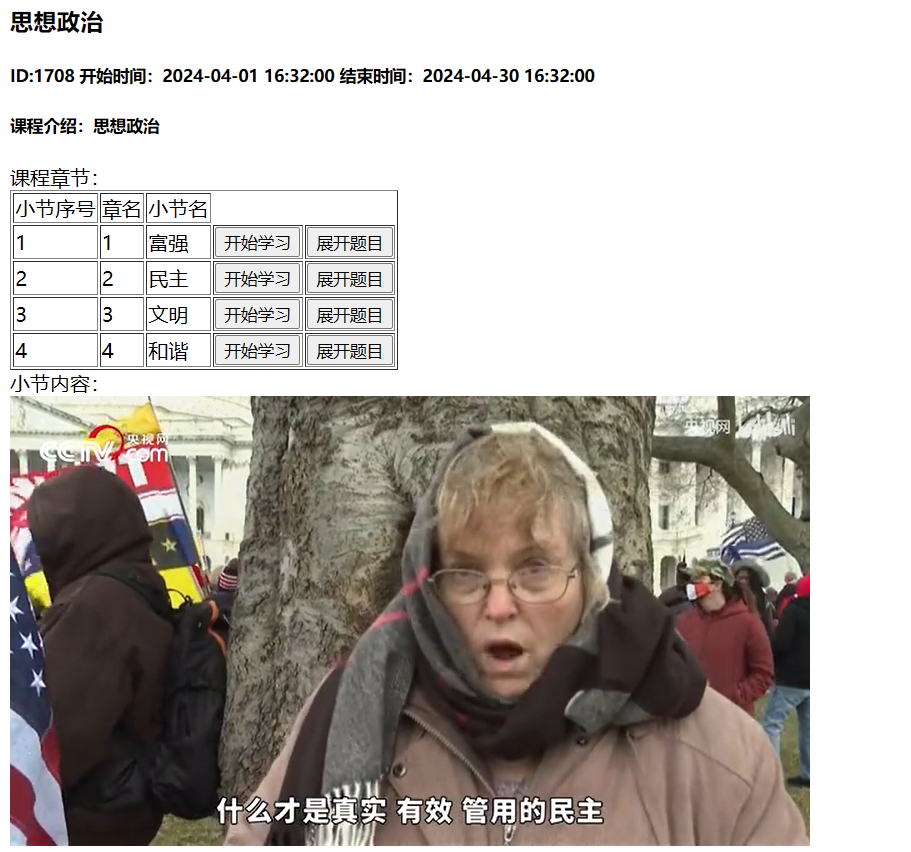 思想政治
ID:1708 开始时间：2024-04-01 16:32:00 结束时间：2024-04-30 16:32:00
课程介绍：思想政治
课程章节：
小节序号 章名 小节名
1 1 富强 开始学习 展开题目
2 2 民主 开始学习 展开题目
3 3 文明 开始学习 展开题目
4 4 和谐 开始学习 展开题目
小节内容：
CCTV 央视网
com
央视网
什么才是真实 有效 管用的民主